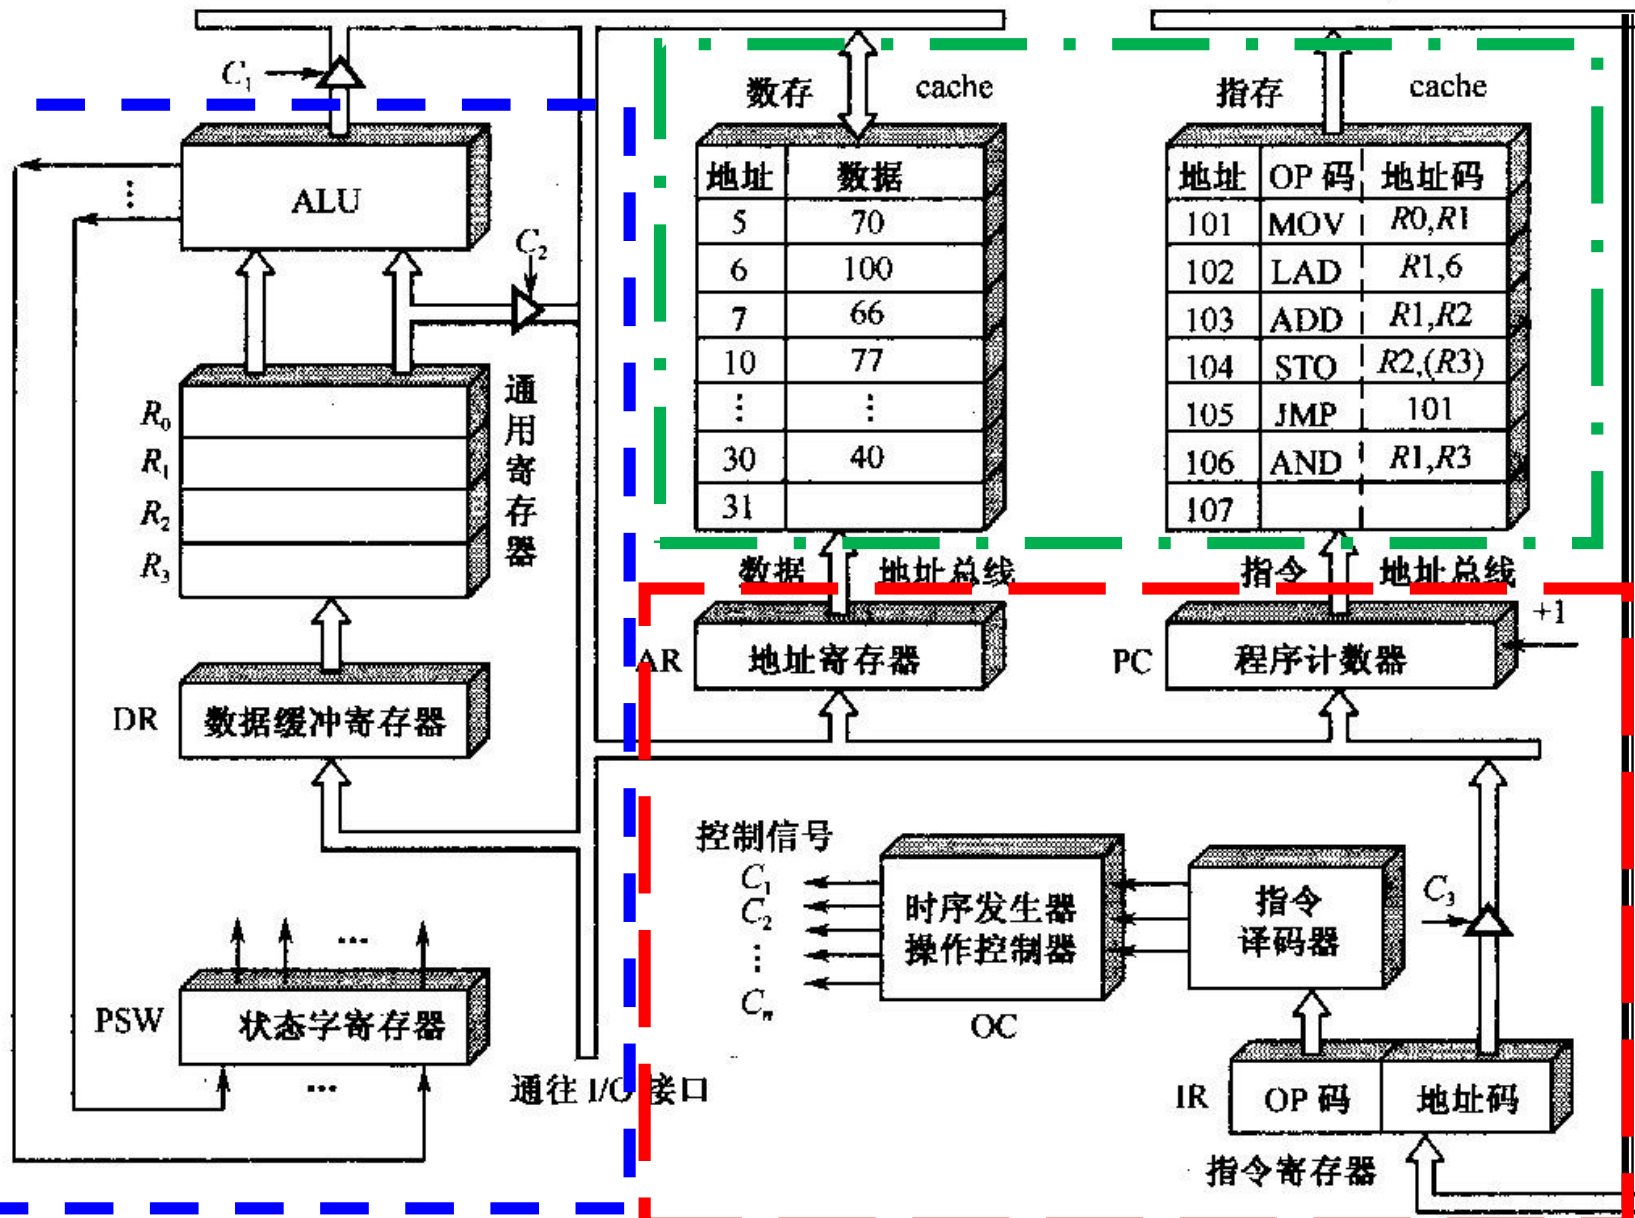 C₁
ALU
⋮
C₂
R₀
R₁
R₂
R₃
通用寄存器
DR
数据缓冲寄存器
...
PSW
状态字寄存器
...
通往 I/O 接口
数存 cache
地址 数据
5 70
6 100
7 66
10 77
⋮ ⋮
30 40
31
数据 地址总线
AR
地址寄存器
指存 cache
地址 OP 码 地址码
101 MOV R0,R1
102 LAD R1,6
103 ADD R1,R2
104 STO R2,(R3)
105 JMP 101
106 AND R1,R3
107
指令 地址总线
+1
PC
程序计数器
控制信号
C₁
C₂
⋮
Cₙ
时序发生器
操作控制器
OC
指令
译码器
C₃
IR
OP 码 地址码
指令寄存器